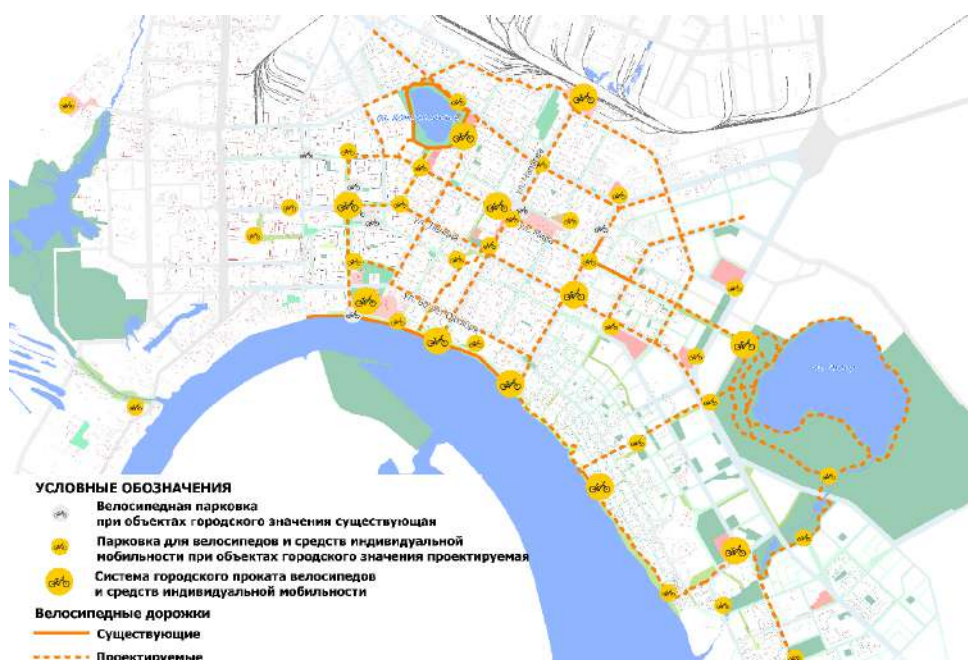 УСЛОВНЫЕ ОБОЗНАЧЕНИЯ
Велосипедная парковка
при объектах городского значения существующая
Парковка для велосипедов и средств индивидуальной
мобильности при объектах городского значения проектируемая
Система городского проката велосипедов
и средств индивидуальной мобильности
Велосипедные дорожки
Существующие
Проектируемые